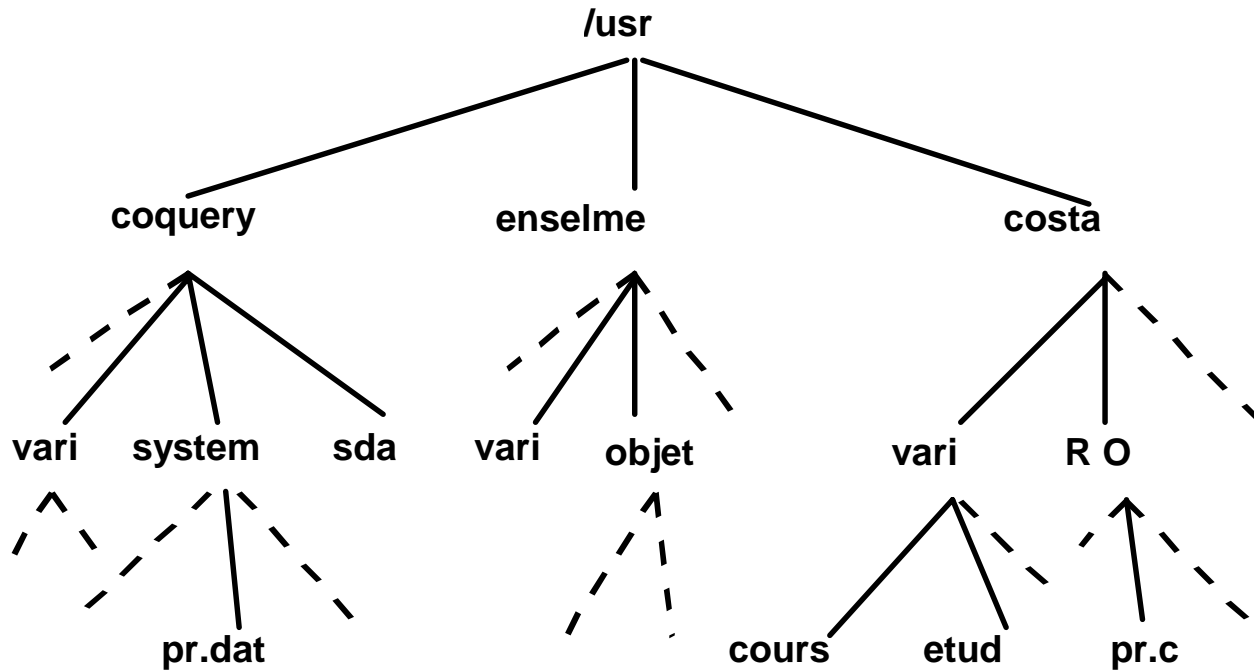 /usr
coquery enselme costa
vari system sda vari objet vari R O
pr.dat cours etud pr.c